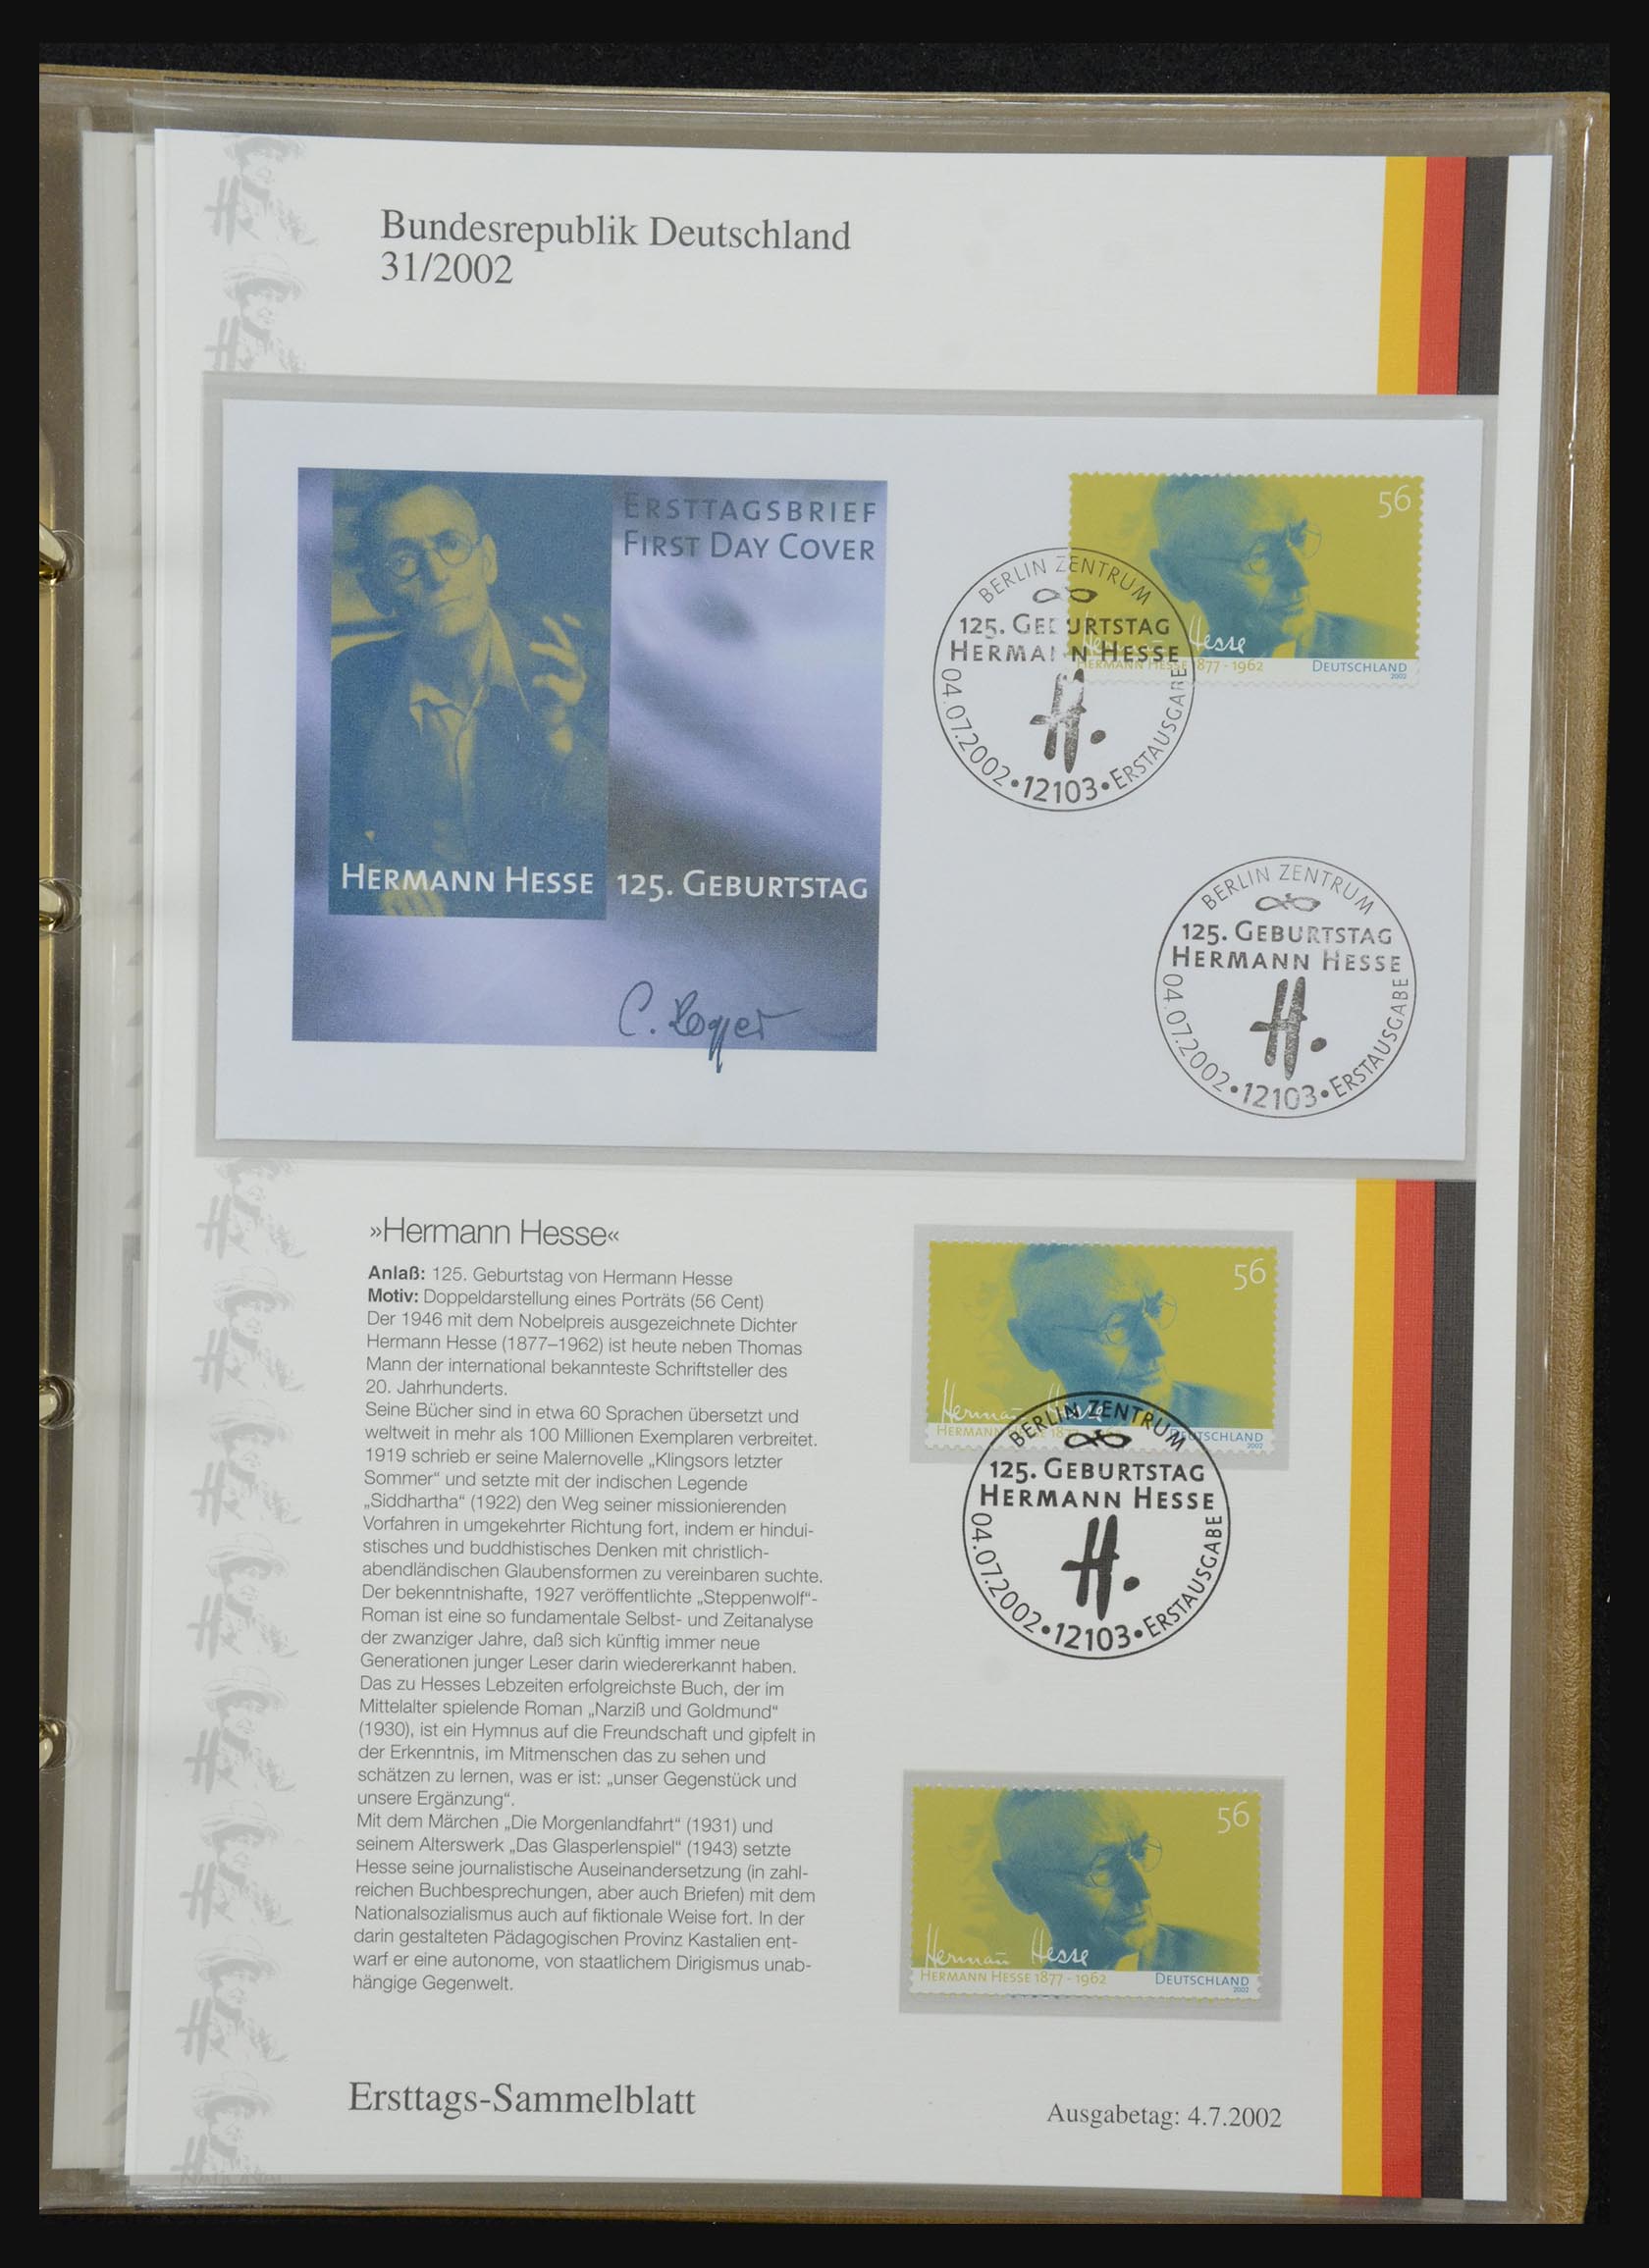 Bundesrepublik Deutschland
31/2002
ERSTTAGSBRIEF
FIRST DAY COVER
HERMANN HESSE
125. GEBURTSTAG
56
Hesse
HERMANN HESSE 1877 - 1962
DEUTSCHLAND
2002
BERLIN ZENTRUM
125. GEBURTSTAG
HERMANN HESSE
H.
04.07.2002 • 12103 • ERSTAUSGABE
BERLIN ZENTRUM
125. GEBURTSTAG
HERMANN HESSE
H.
04.07.2002 • 12103 • ERSTAUSGABE
»Hermann Hesse«
Anlaß: 125. Geburtstag von Hermann Hesse
Motiv: Doppeldarstellung eines Porträts (56 Cent)
Der 1946 mit dem Nobelpreis ausgezeichnete Dichter
Hermann Hesse (1877–1962) ist heute neben Thomas
Mann der international bekannteste Schriftsteller des
20. Jahrhunderts.
Seine Bücher sind in etwa 60 Sprachen übersetzt und
weltweit in mehr als 100 Millionen Exemplaren verbreitet.
1919 schrieb er seine Malernovelle „Klingsors letzter
Sommer“ und setzte mit der indischen Legende
„Siddhartha“ (1922) den Weg seiner missionierenden
Vorfahren in umgekehrter Richtung fort, indem er hindui-
stisches und buddhistisches Denken mit christlich-
abendländischen Glaubensformen zu vereinbaren suchte.
Der bekenntnishafte, 1927 veröffentlichte „Steppenwolf“-
Roman ist eine so fundamentale Selbst- und Zeitanalyse
der zwanziger Jahre, daß sich künftig immer neue
Generationen junger Leser darin wiedererkannt haben.
Das zu Hesses Lebzeiten erfolgreichste Buch, der im
Mittelalter spielende Roman „Narziß und Goldmund“
(1930), ist ein Hymnus auf die Freundschaft und gipfelt in
der Erkenntnis, im Mitmenschen das zu sehen und
schätzen zu lernen, was er ist: „unser Gegenstück und
unsere Ergänzung“.
Mit dem Märchen „Die Morgenlandfahrt“ (1931) und
seinem Alterswerk „Das Glasperlenspiel“ (1943) setzte
Hesse seine journalistische Auseinandersetzung (in zahl-
reichen Buchbesprechungen, aber auch Briefen) mit dem
Nationalsozialismus auch auf fiktionale Weise fort. In der
darin gestalteten Pädagogischen Provinz Kastalien ent-
warf er eine autonome, von staatlichem Dirigismus unab-
hängige Gegenwelt.
56
DEUTSCHLAND
2002
BERLIN ZENTRUM
125. GEBURTSTAG
HERMANN HESSE
H.
04.07.2002 • 12103 • ERSTAUSGABE
56
Hermann Hesse
HERMANN HESSE 1877 - 1962
DEUTSCHLAND
2002
Ersttags-Sammelblatt
Ausgabetag: 4.7.2002